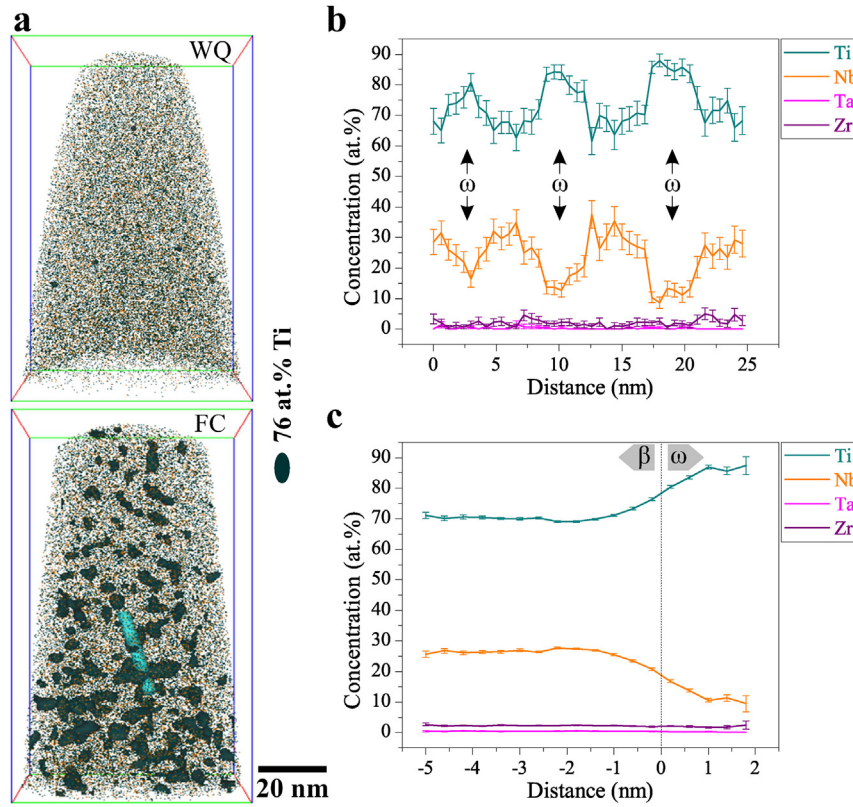 a
WQ
FC
76 at.% Ti
20 nm
b
Concentration (at.%)
90
80
70
60
50
40
30
20
10
0
0 5 10 15 20 25
Distance (nm)
ω ω ω
Ti
Nb
Ta
Zr
c
Concentration (at.%)
90
80
70
60
50
40
30
20
10
0
-5 -4 -3 -2 -1 0 1 2
Distance (nm)
β ω
Ti
Nb
Ta
Zr